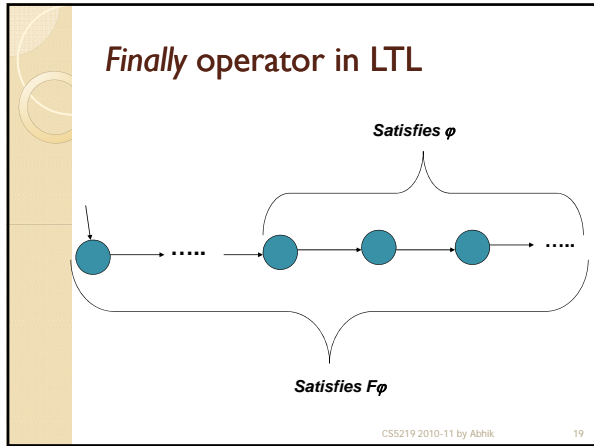 Finally operator in LTL
Satisfies φ
..... .....
Satisfies Fφ
CS5219 2010-11 by Abhik 19